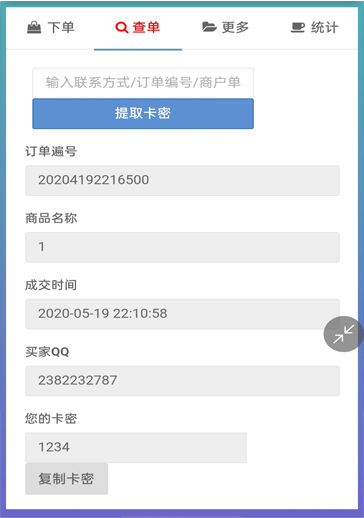 下单
查单
更多
统计
输入联系方式/订单编号/商户单
提取卡密
订单遍号
20204192216500
商品名称
1
成交时间
2020-05-19 22:10:58
买家QQ
2382232787
您的卡密
1234
复制卡密